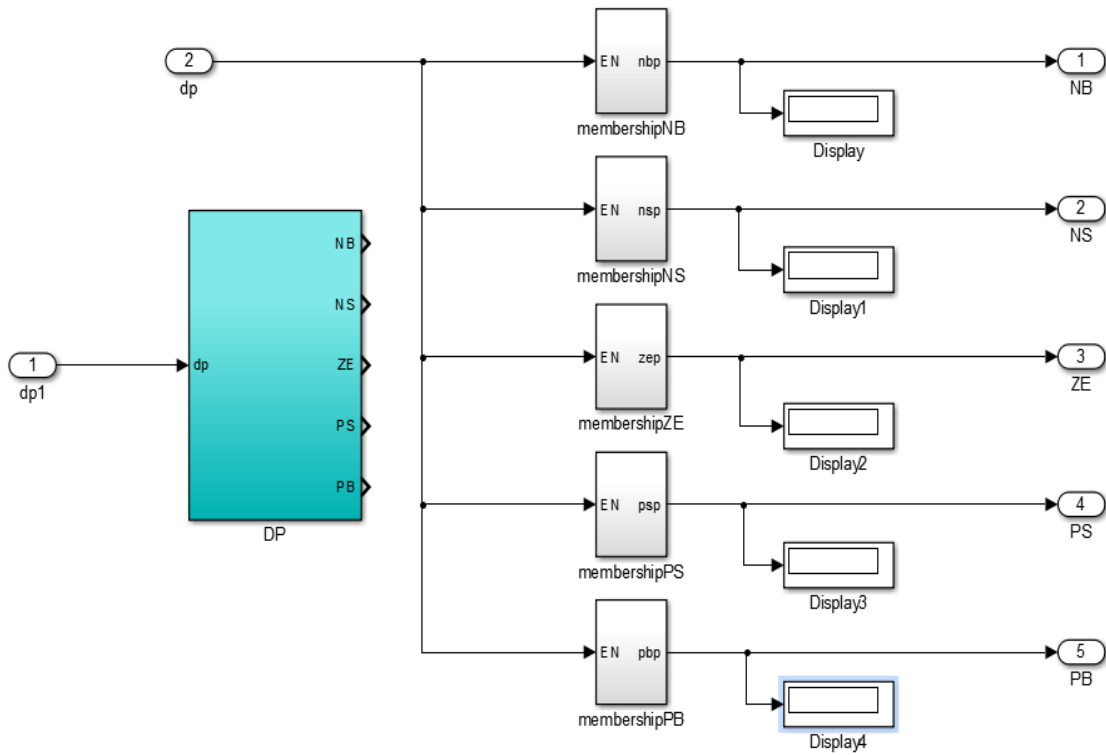 2
dp
EN nbp
membershipNB
1
NB
Display
EN nsp
membershipNS
2
NS
Display1
1
dp1
dp
NB
NS
ZE
PS
PB
DP
EN zep
membershipZE
3
ZE
Display2
EN psp
membershipPS
4
PS
Display3
EN pbp
membershipPB
5
PB
Display4